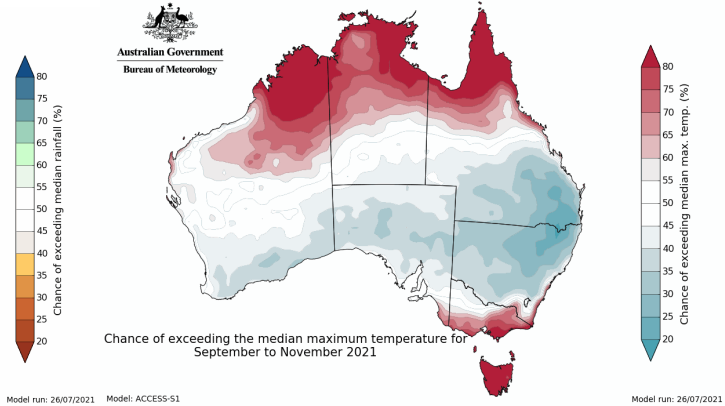 Australian Government
Bureau of Meteorology
80
75
70
65
60
55
50
45
40
35
30
25
20
Chance of exceeding median rainfall (%)
80
75
70
65
60
55
50
45
40
35
30
25
20
Chance of exceeding median max. temp. (%)
Chance of exceeding the median maximum temperature for
September to November 2021
Model run: 26/07/2021
Model: ACCESS-S1
Model run: 26/07/2021